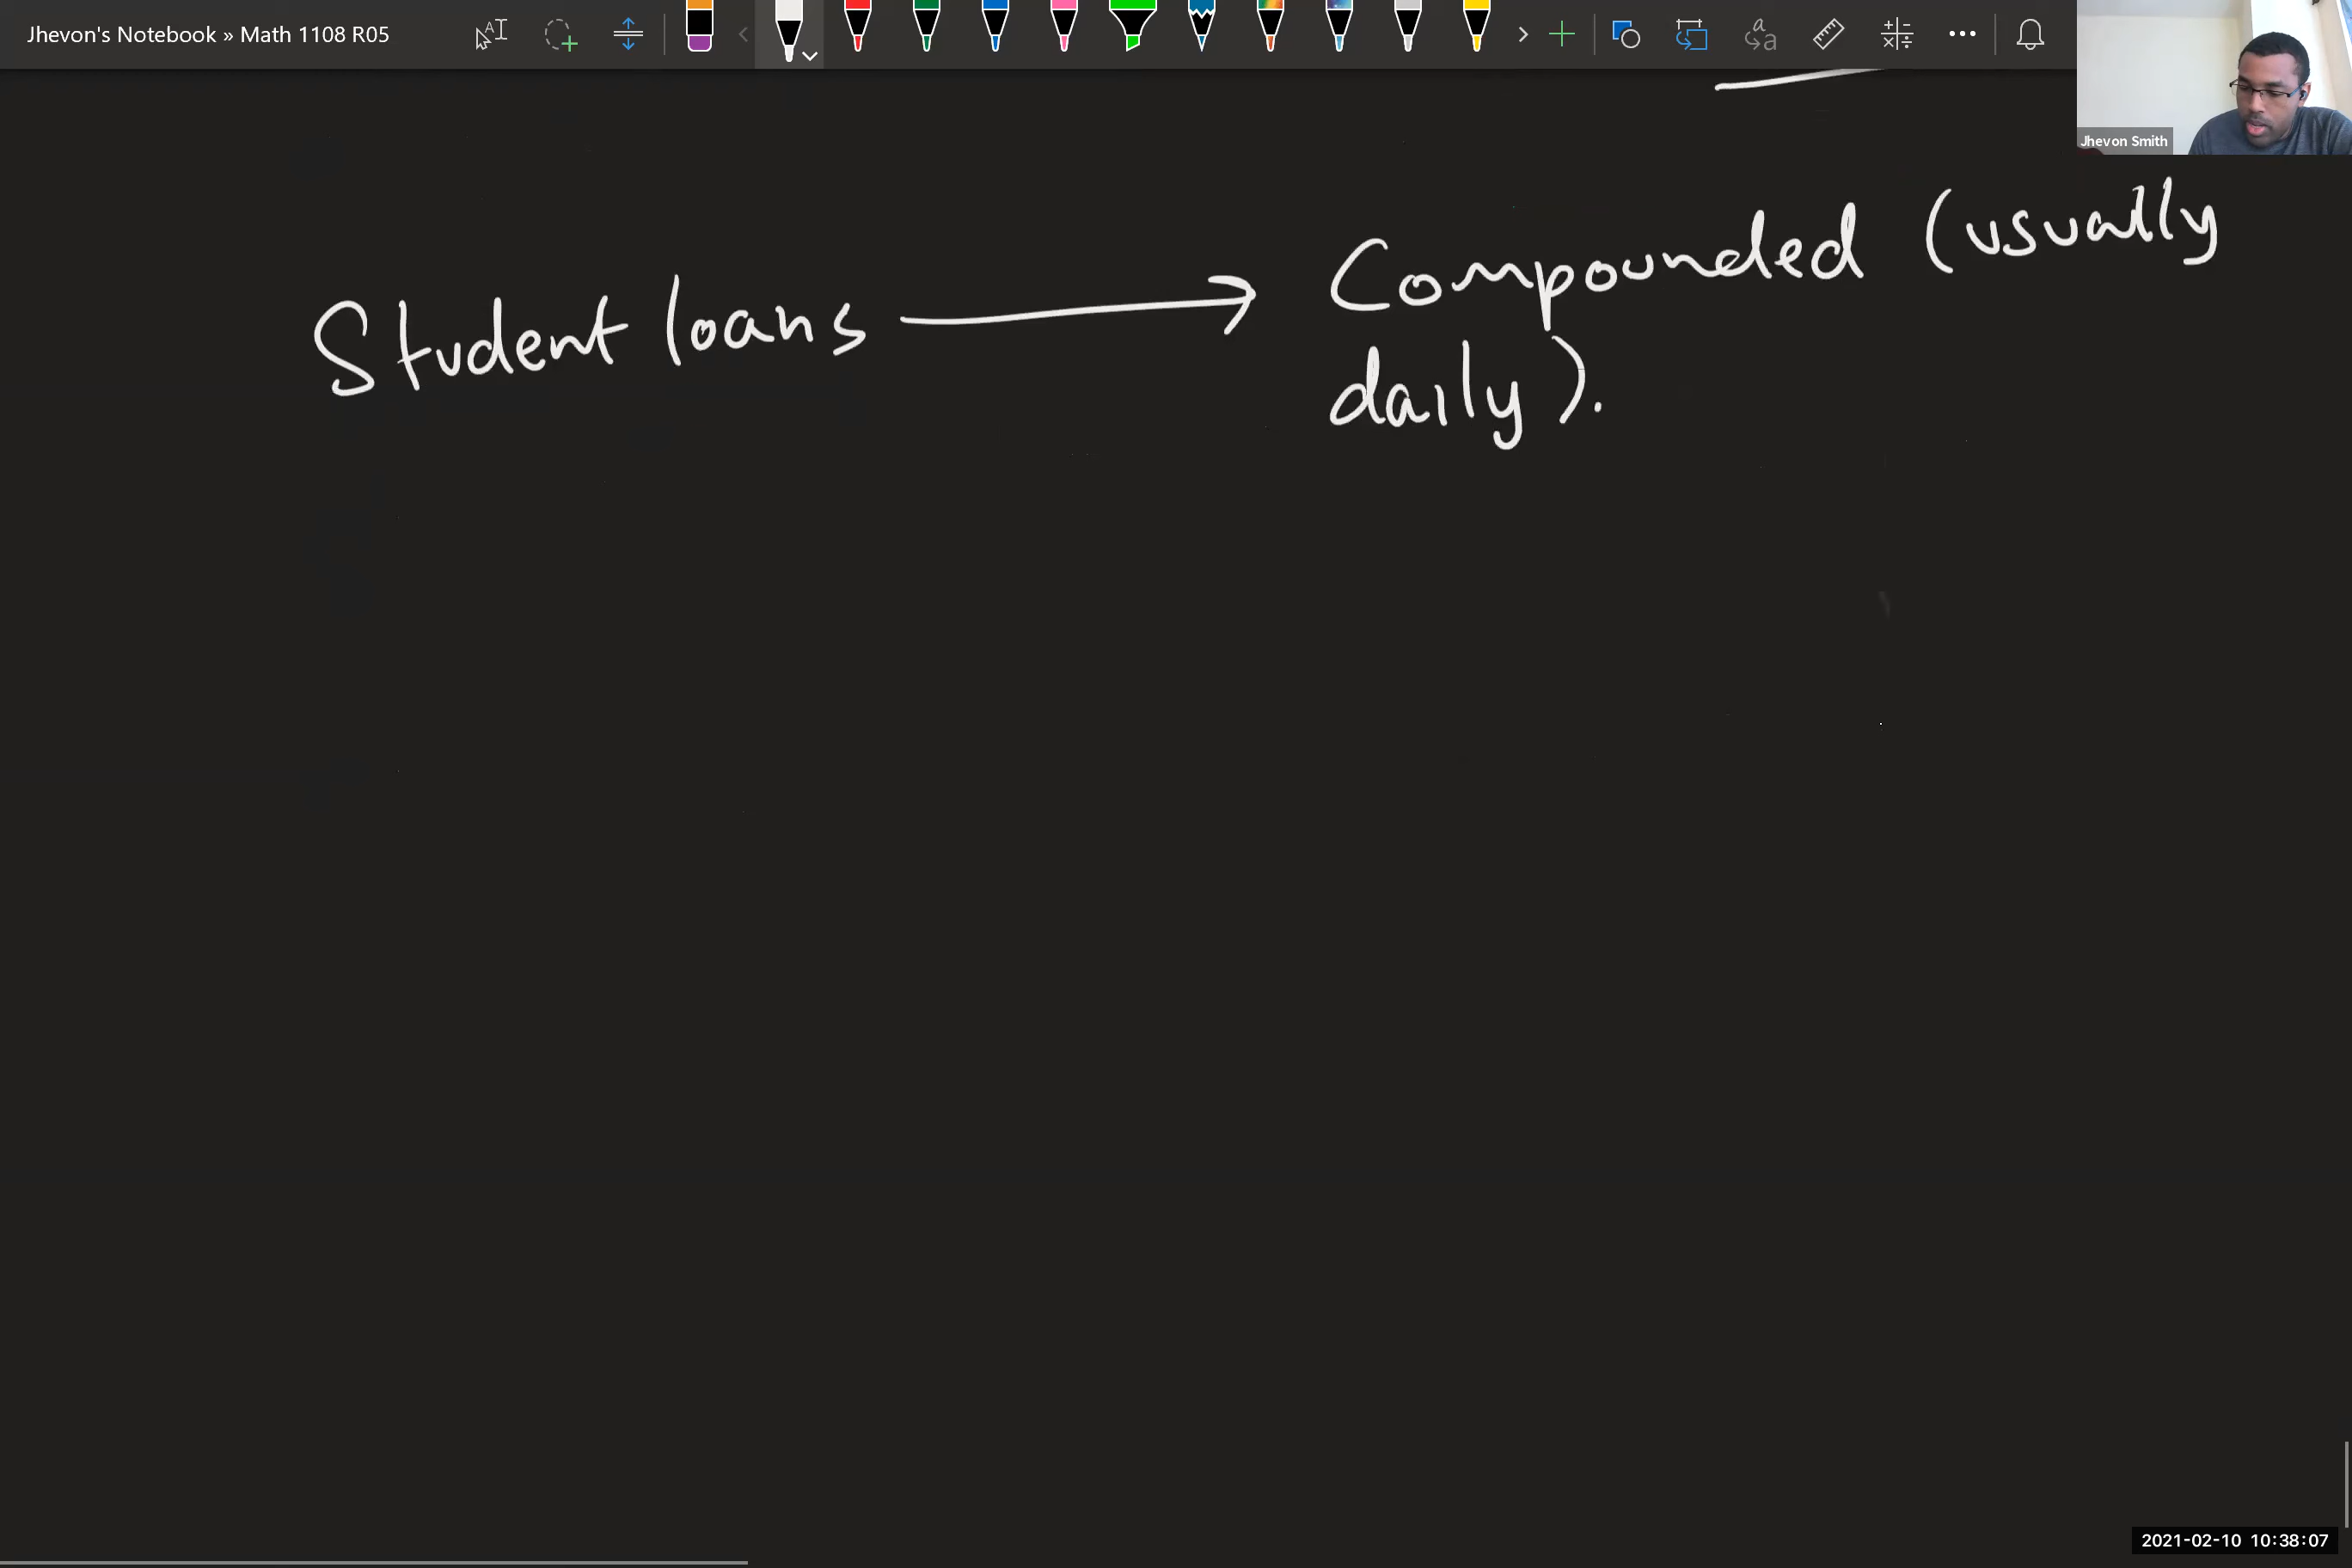 Jhevon's Notebook » Math 1108 R05
Jhevon Smith
Student loans → Compounded (usually
daily).
2021-02-10 10:38:07